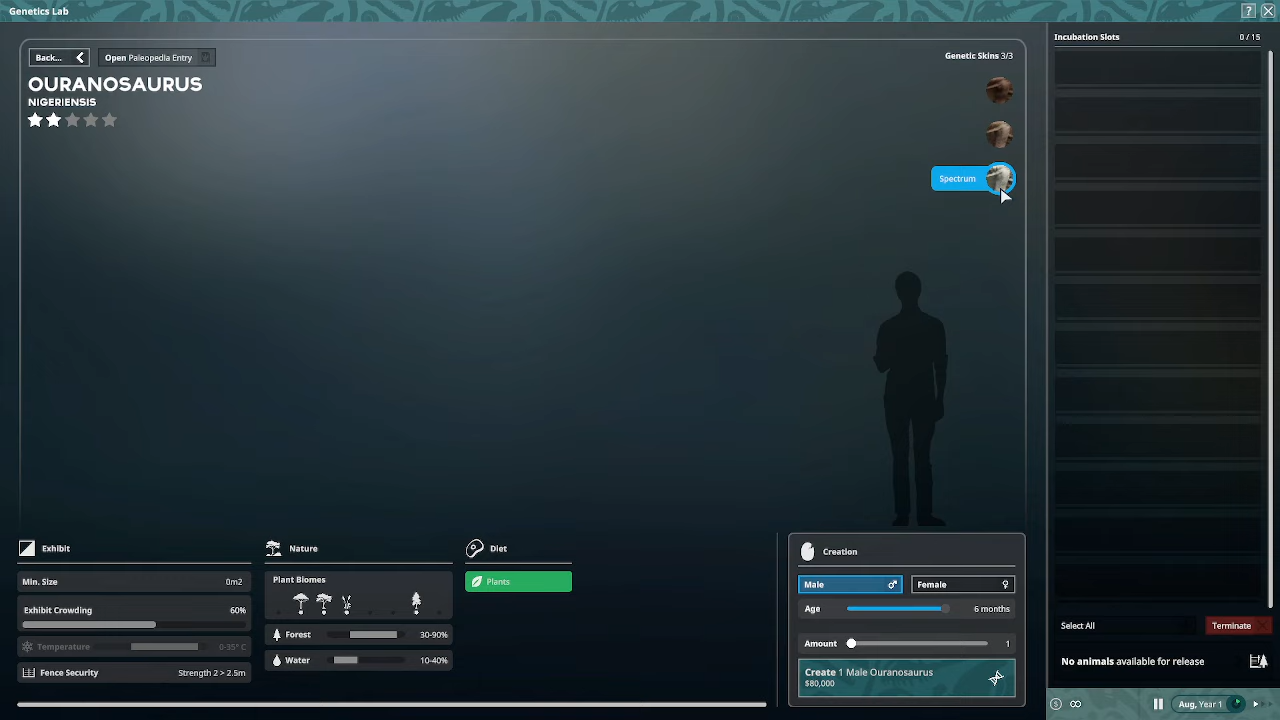 Genetics Lab
?
Incubation Slots 0 / 15
Back...
Open Paleopedia Entry
Genetic Skins 3/3
OURANOSAURUS
NIGERIENSIS
Spectrum
Exhibit
Nature
Diet
Creation
Min. Size 0m2
Plant Biomes
Plants
Male
Female
Exhibit Crowding 60%
Age 6 months
Select All
Terminate
Forest 30-90%
Temperature 0-35° C
Amount 1
Water 10-40%
No animals available for release
Fence Security Strength 2 > 2.5m
Create 1 Male Ouranosaurus
$80,000
Aug, Year 1